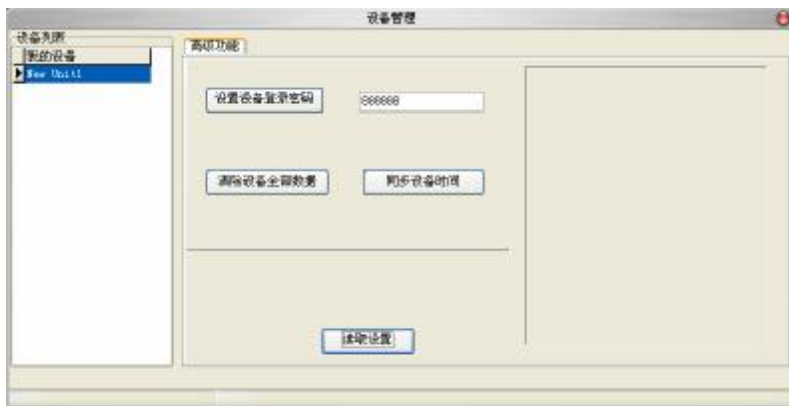 设备管理
设备列表
我的设备
New Unit1
高级功能
设置设备登录密码
888888
清除设备全部数据
同步设备时间
读取设置